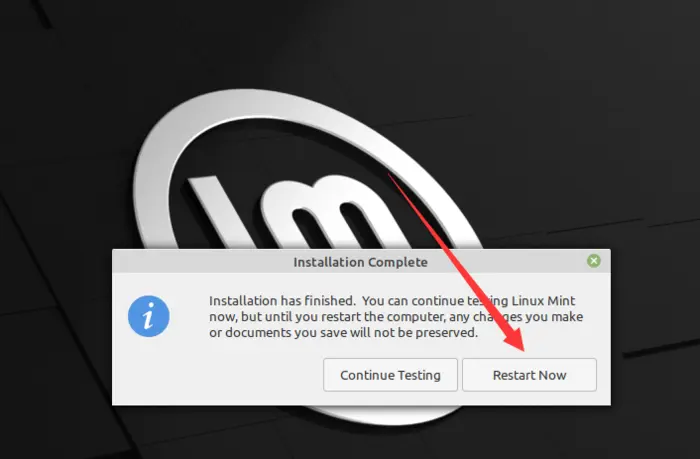 Installation Complete
Installation has finished. You can continue testing Linux Mint
now, but until you restart the computer, any changes you make
or documents you save will not be preserved.
Continue Testing
Restart Now